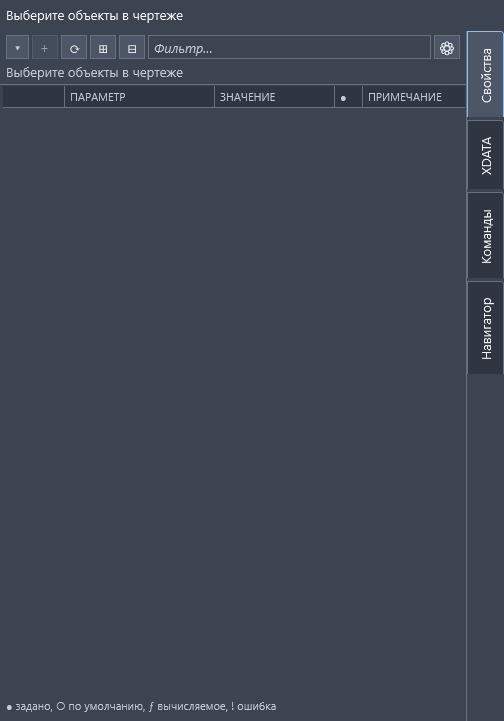 Выберите объекты в чертеже
Фильтр...
Выберите объекты в чертеже
ПАРАМЕТР ЗНАЧЕНИЕ ● ПРИМЕЧАНИЕ
Свойства
XDATA
Команды
Навигатор
● задано, ○ по умолчанию, ƒ вычисляемое, ! ошибка